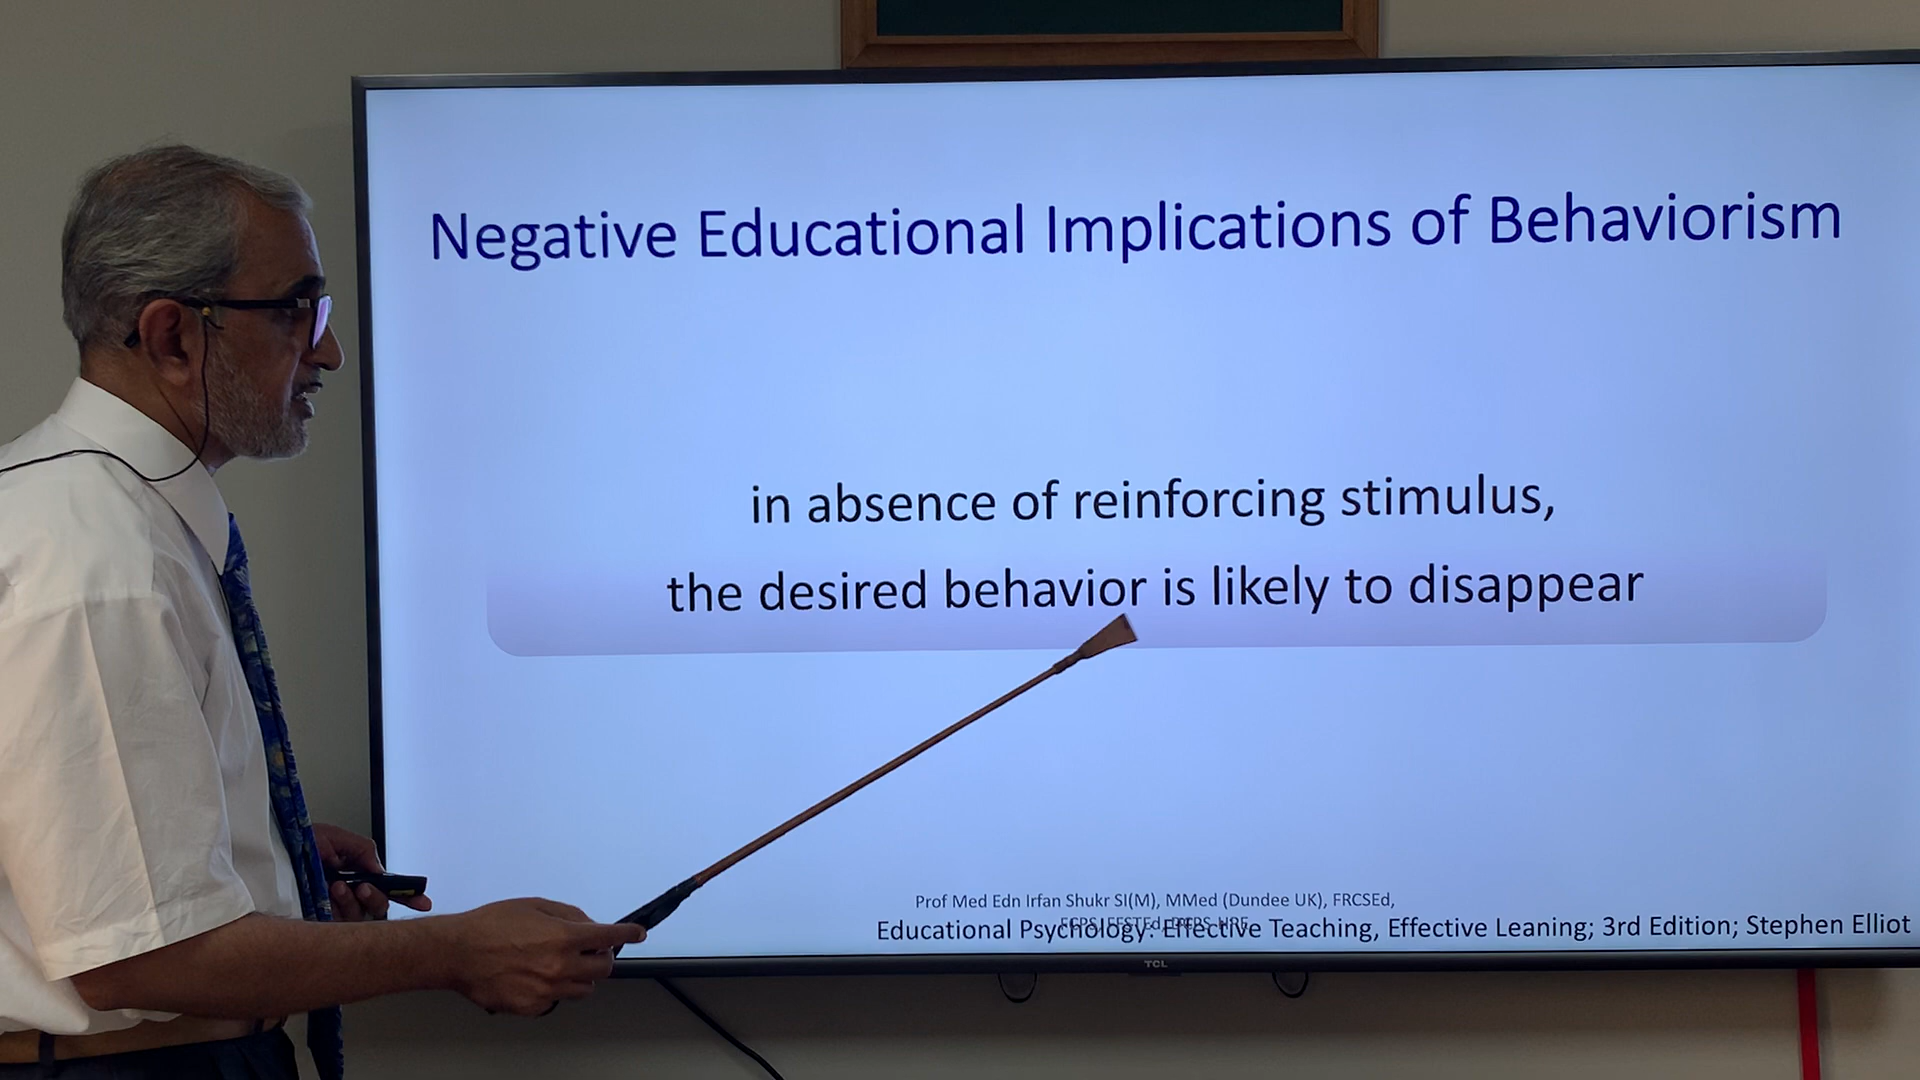 Negative Educational Implications of Behaviorism
in absence of reinforcing stimulus,
the desired behavior is likely to disappear
Prof Med Edn Irfan Shukr SI(M), MMed (Dundee UK), FRCSEd,
Educational Psychology: Effective Teaching, Effective Leaning; 3rd Edition; Stephen Elliot
TCL